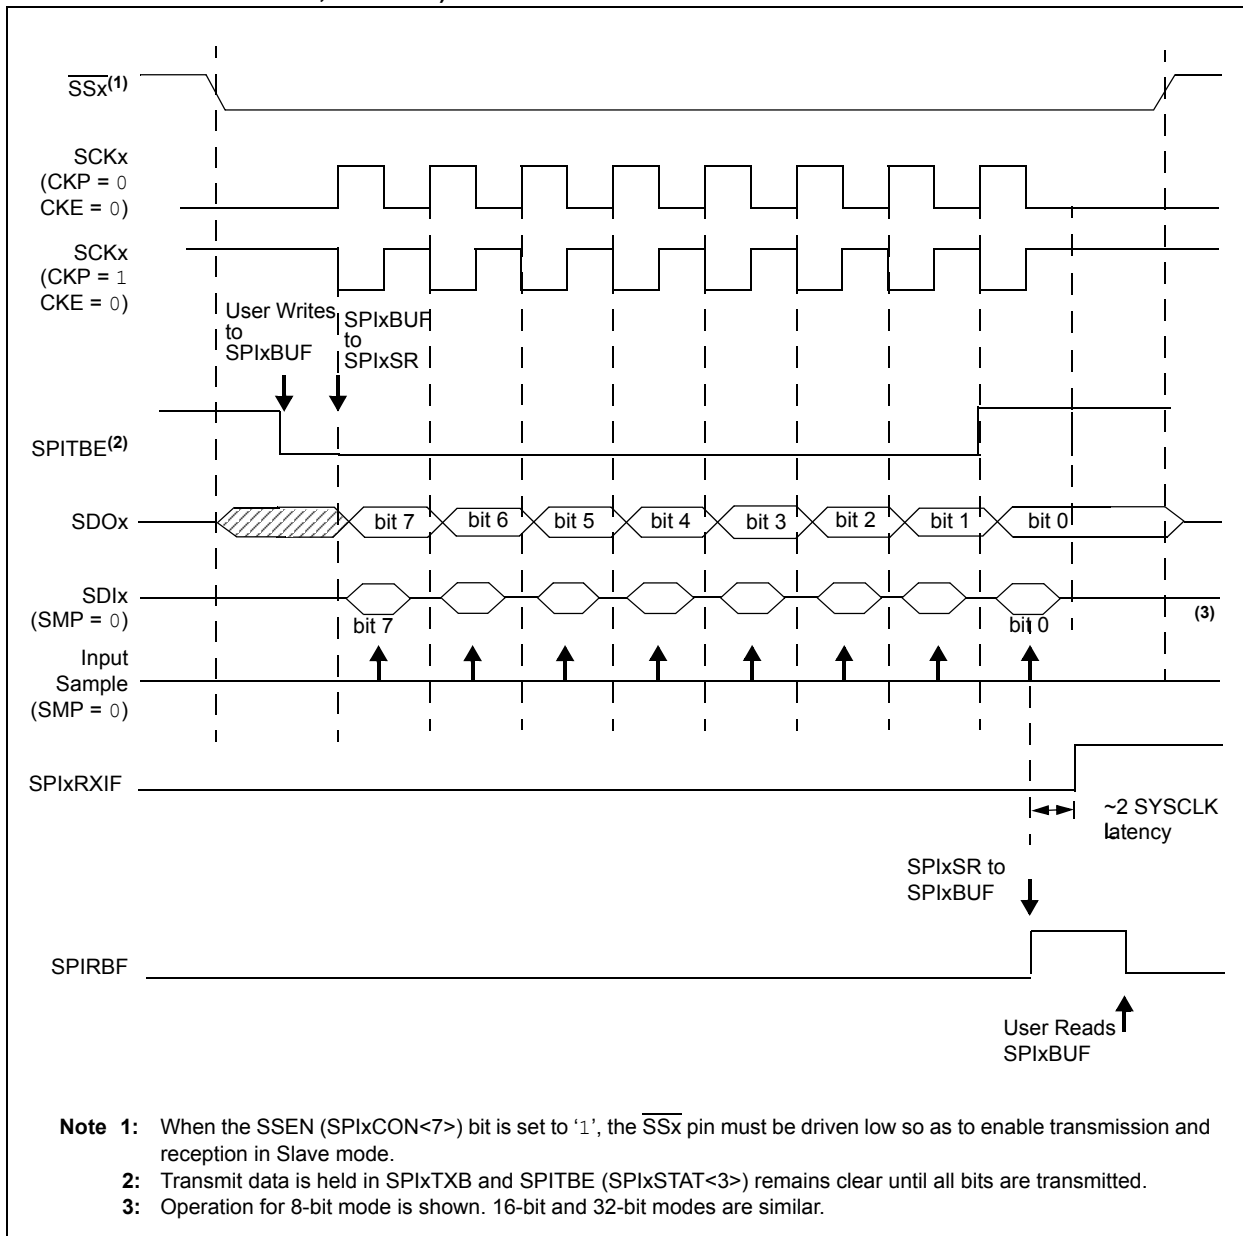 SSx(1)
SCKx
(CKP = 0
CKE = 0)
SCKx
(CKP = 1
CKE = 0)
User Writes
to
SPIxBUF
SPIxBUF
to
SPIxSR
SPITBE(2)
SDOx
bit 7
bit 6
bit 5
bit 4
bit 3
bit 2
bit 1
bit 0
SDIx
(SMP = 0)
bit 7
bit 0
(3)
Input
Sample
(SMP = 0)
SPIxRXIF
~2 SYSCLK
latency
SPIxSR to
SPIxBUF
SPIRBF
User Reads
SPIxBUF
Note 1: When the SSEN (SPIxCON<7>) bit is set to ‘1’, the SSx pin must be driven low so as to enable transmission and
reception in Slave mode.
2: Transmit data is held in SPIxTXB and SPITBE (SPIxSTAT<3>) remains clear until all bits are transmitted.
3: Operation for 8-bit mode is shown. 16-bit and 32-bit modes are similar.